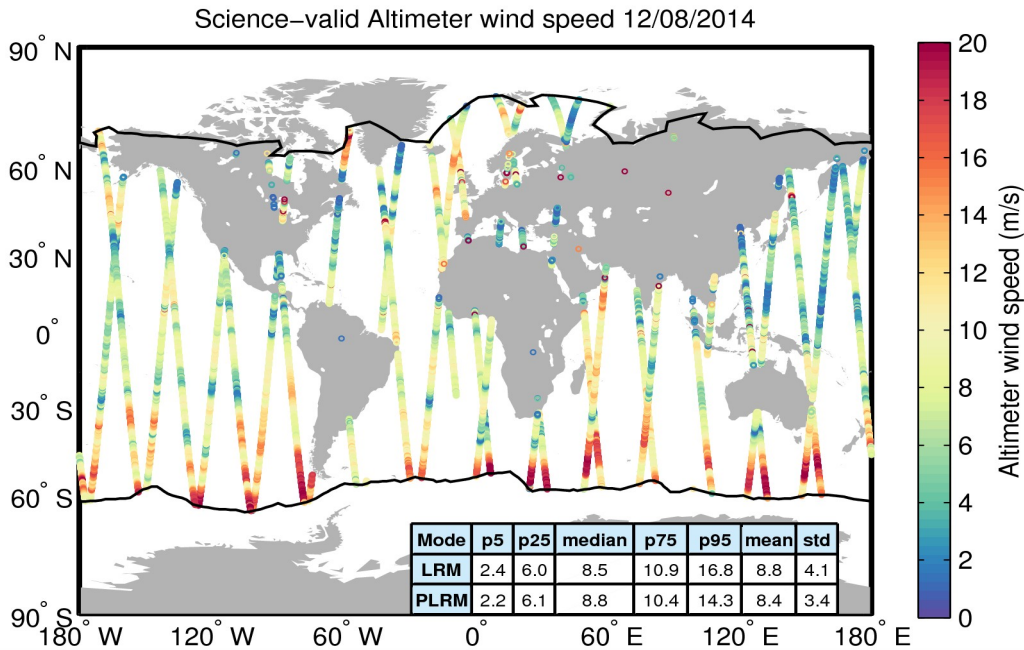 Science−valid Altimeter wind speed 12/08/2014
90° N
60° N
30° N
0°
30° S
60° S
90° S
180° W 120° W 60° W 0° 60° E 120° E 180° E
Mode p5 p25 median p75 p95 mean std
LRM 2.4 6.0 8.5 10.9 16.8 8.8 4.1
PLRM 2.2 6.1 8.8 10.4 14.3 8.4 3.4
20
18
16
14
12
10
8
6
4
2
0
Altimeter wind speed (m/s)